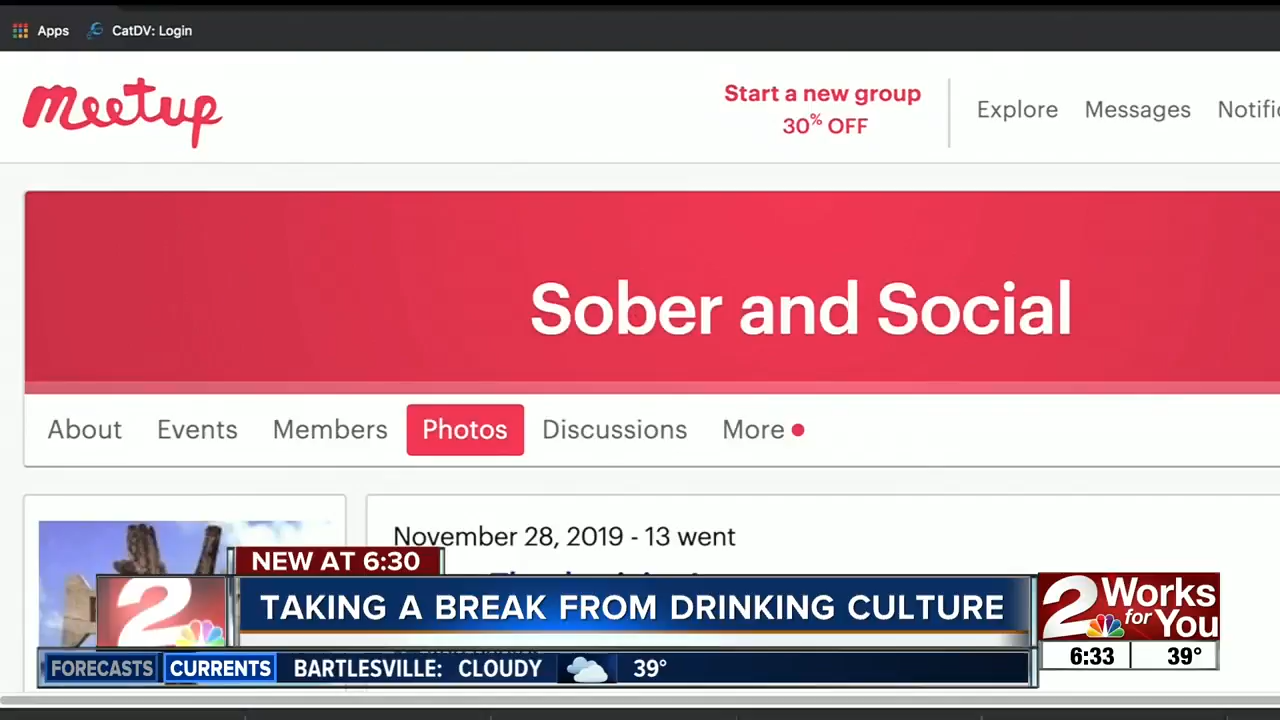 Apps CatDV: Login
meetup
Start a new group
30% OFF
Explore Messages
Sober and Social
About Events Members Photos Discussions More
November 28, 2019 - 13 went
NEW AT 6:30
2
TAKING A BREAK FROM DRINKING CULTURE
2 Works for You
FORECASTS CURRENTS BARTLESVILLE: CLOUDY 39°
6:33 39°